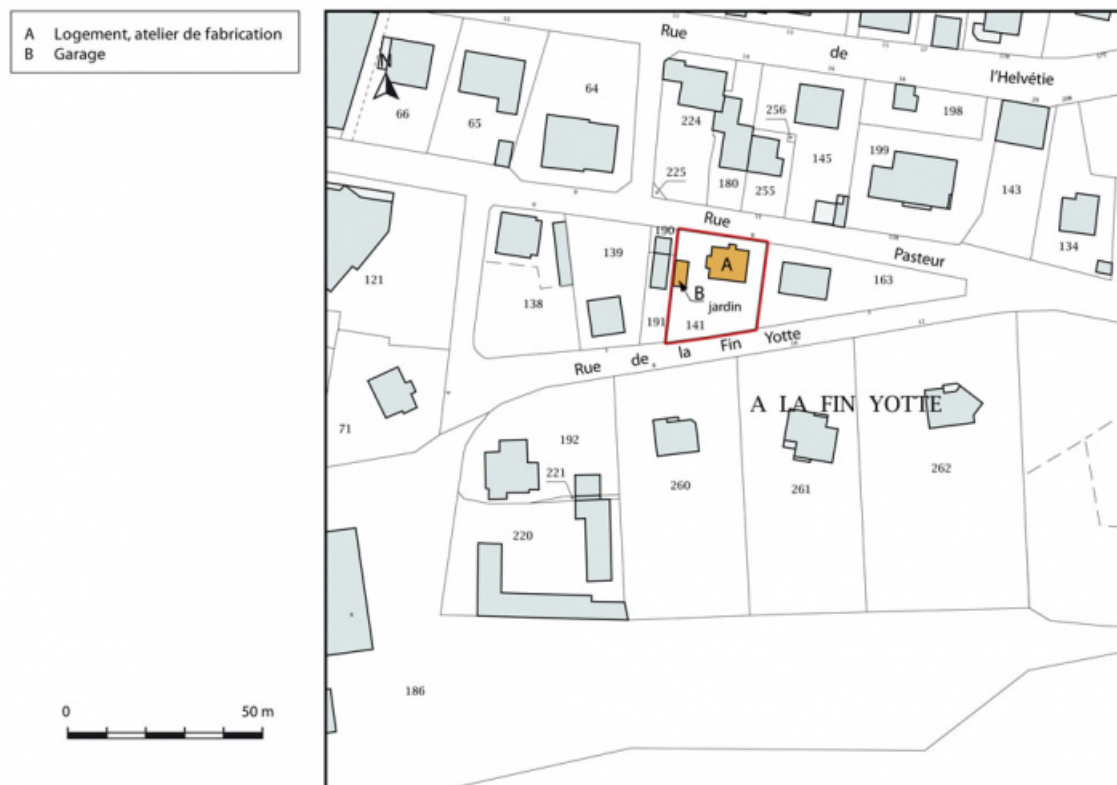 A Logement, atelier de fabrication
B Garage
N
Rue de l'Helvétie
66
65
64
224
256
198
145
199
225
180
255
143
134
Rue Pasteur
190
139
A
B
jardin
163
121
138
191
141
Rue de la Fin Yotte
A LA FIN YOTTE
71
192
221
260
261
262
220
186
0 50 m